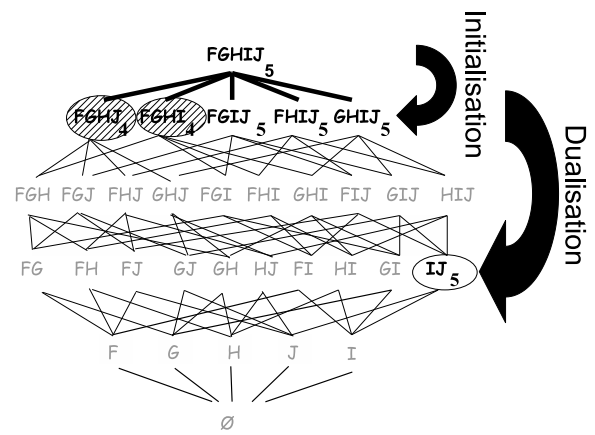 FGHIJ 5
FGHJ 4 FGHI 4 FGIJ 5 FHIJ 5 GHIJ 5
FGH FGJ FHJ GHJ FGI FHI GHI FIJ GIJ HIJ
FG FH FJ GJ GH HJ FI HI GI IJ 5
F G H J I
Ø
Initialisation
Dualisation